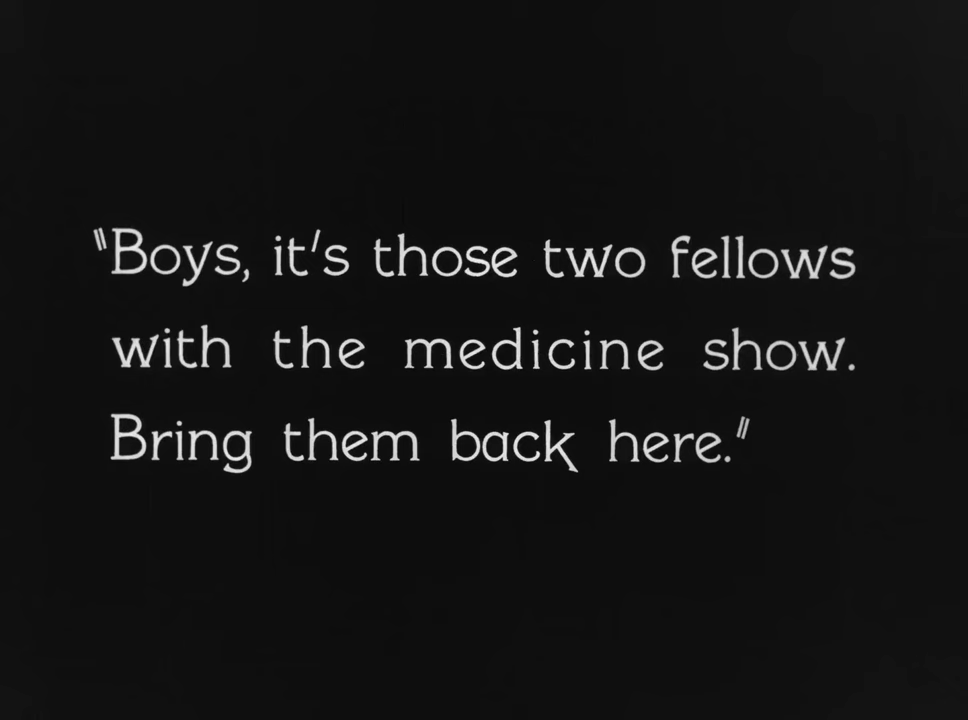 "Boys, it's those two fellows
with the medicine show.
Bring them back here."